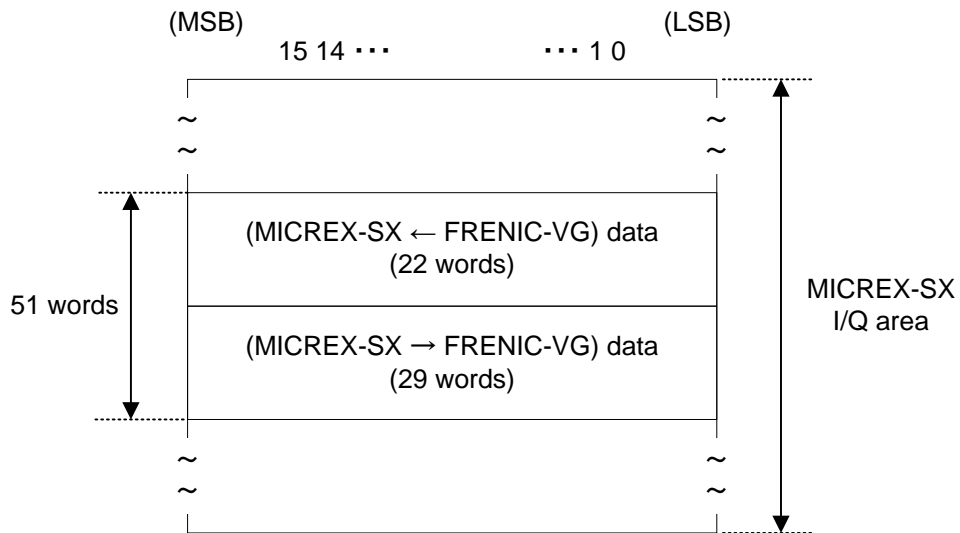 (MSB) (LSB)
15 14 ··· ··· 1 0
~ ~
~ ~
(MICREX-SX ← FRENIC-VG) data
(22 words)
51 words
MICREX-SX
I/Q area
(MICREX-SX → FRENIC-VG) data
(29 words)
~ ~
~ ~